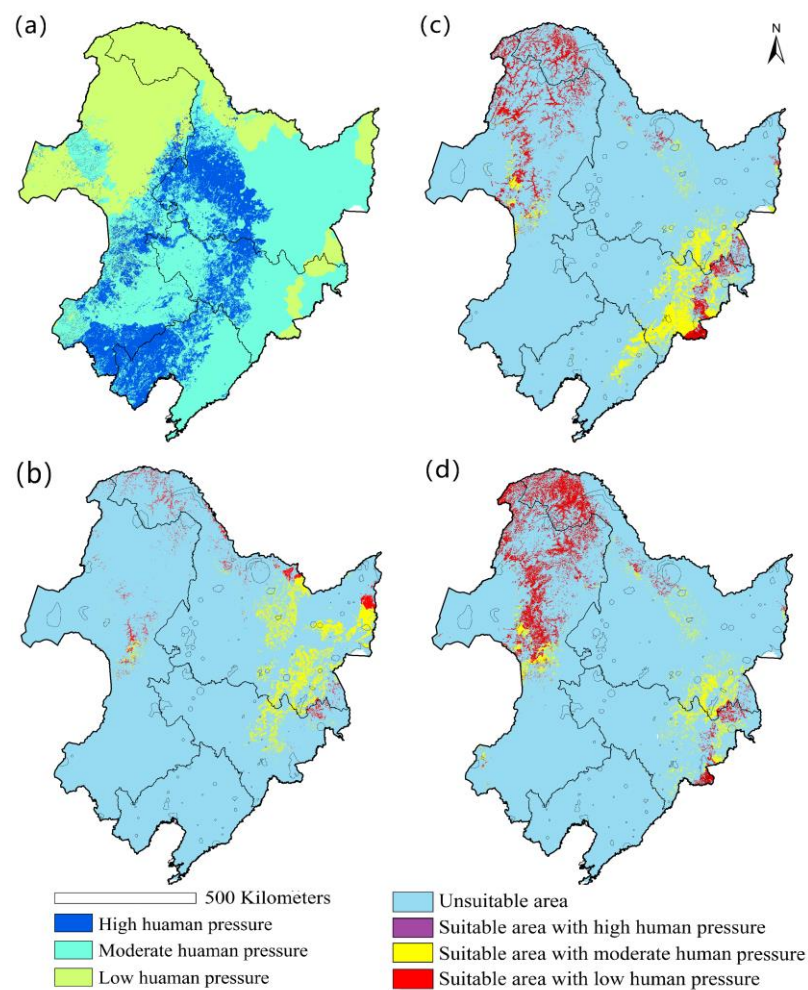 (a)
(c)
N
(b)
(d)
500 Kilometers
High huaman pressure
Moderate huaman pressure
Low huaman pressure
Unsuitable area
Suitable area with high human pressure
Suitable area with moderate human pressure
Suitable area with low human pressure